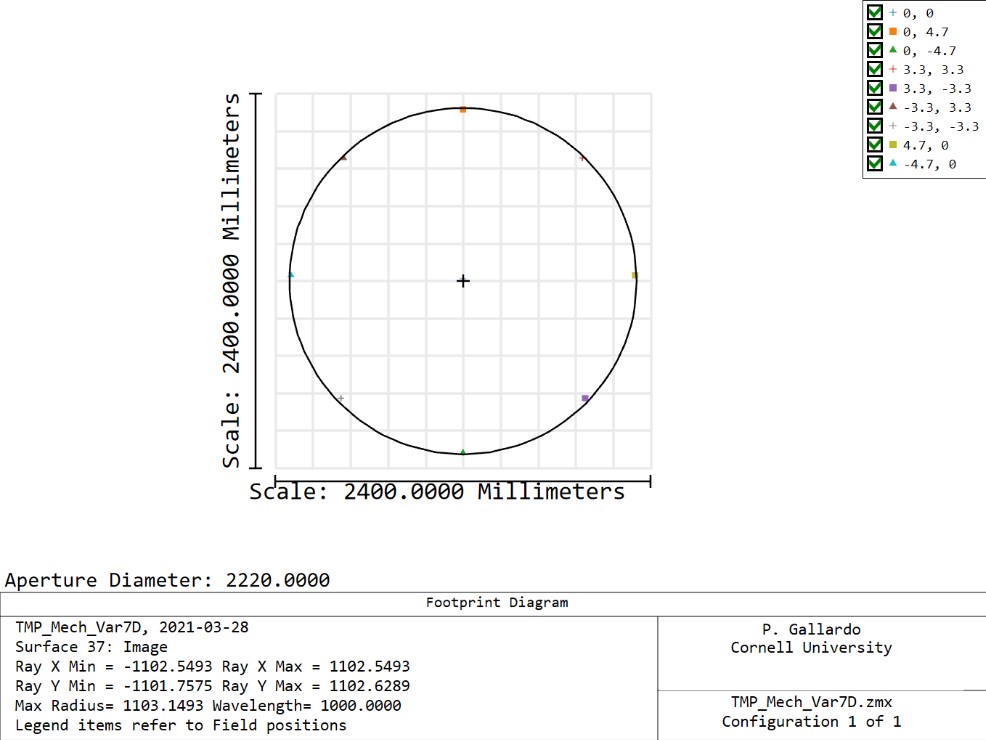 0, 0
0, 4.7
0, -4.7
3.3, 3.3
3.3, -3.3
-3.3, 3.3
-3.3, -3.3
4.7, 0
-4.7, 0
Scale: 2400.0000 Millimeters
Scale: 2400.0000 Millimeters
Aperture Diameter: 2220.0000
Footprint Diagram
TMP_Mech_Var7D, 2021-03-28
Surface 37: Image
Ray X Min = -1102.5493 Ray X Max = 1102.5493
Ray Y Min = -1101.7575 Ray Y Max = 1102.6289
Max Radius= 1103.1493 Wavelength= 1000.0000
Legend items refer to Field positions
P. Gallardo
Cornell University
TMP_Mech_Var7D.zmx
Configuration 1 of 1